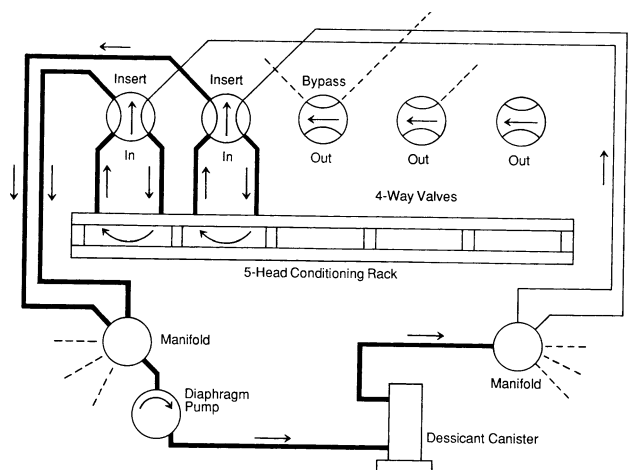 Insert
Insert
Bypass
In
In
Out
Out
Out
4-Way Valves
5-Head Conditioning Rack
Manifold
Manifold
Diaphragm
Pump
Dessicant Canister